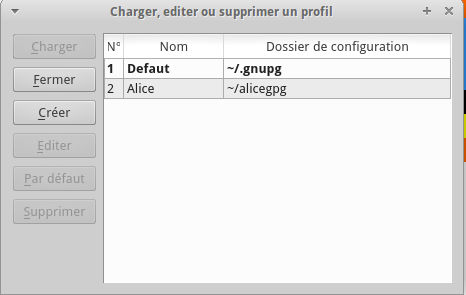 Charger, editer ou supprimer un profil
Charger
Fermer
Créer
Editer
Par défaut
Supprimer
N° Nom Dossier de configuration
1 Defaut ~/.gnupg
2 Alice ~/alicegpg